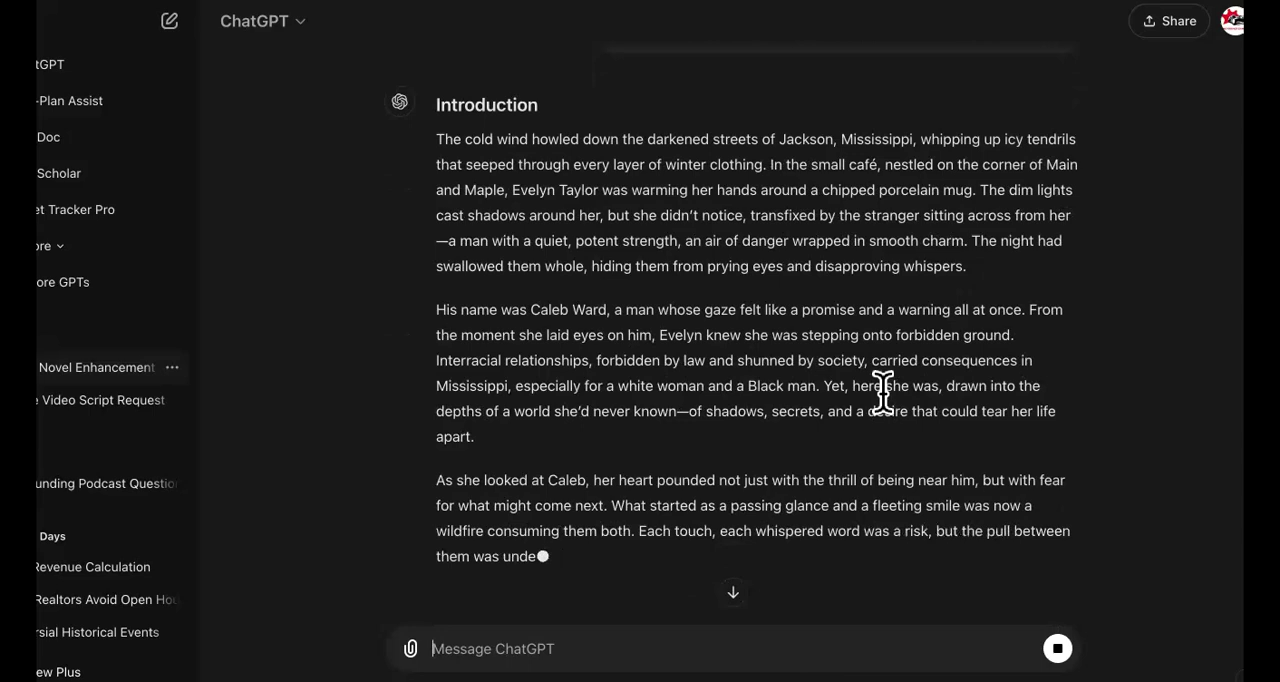 ChatGPT
Share
tGPT
-Plan Assist
Doc
Scholar
et Tracker Pro
ore
ore GPTs
Novel Enhancement
e Video Script Request
unding Podcast Question
Days
Revenue Calculation
Realtors Avoid Open Hou
rsial Historical Events
ew Plus
Introduction
The cold wind howled down the darkened streets of Jackson, Mississippi, whipping up icy tendrils
that seeped through every layer of winter clothing. In the small café, nestled on the corner of Main
and Maple, Evelyn Taylor was warming her hands around a chipped porcelain mug. The dim lights
cast shadows around her, but she didn't notice, transfixed by the stranger sitting across from her
—a man with a quiet, potent strength, an air of danger wrapped in smooth charm. The night had
swallowed them whole, hiding them from prying eyes and disapproving whispers.
His name was Caleb Ward, a man whose gaze felt like a promise and a warning all at once. From
the moment she laid eyes on him, Evelyn knew she was stepping onto forbidden ground.
Interracial relationships, forbidden by law and shunned by society, carried consequences in
Mississippi, especially for a white woman and a Black man. Yet, here she was, drawn into the
depths of a world she'd never known—of shadows, secrets, and a desire that could tear her life
apart.
As she looked at Caleb, her heart pounded not just with the thrill of being near him, but with fear
for what might come next. What started as a passing glance and a fleeting smile was now a
wildfire consuming them both. Each touch, each whispered word was a risk, but the pull between
them was unde
Message ChatGPT